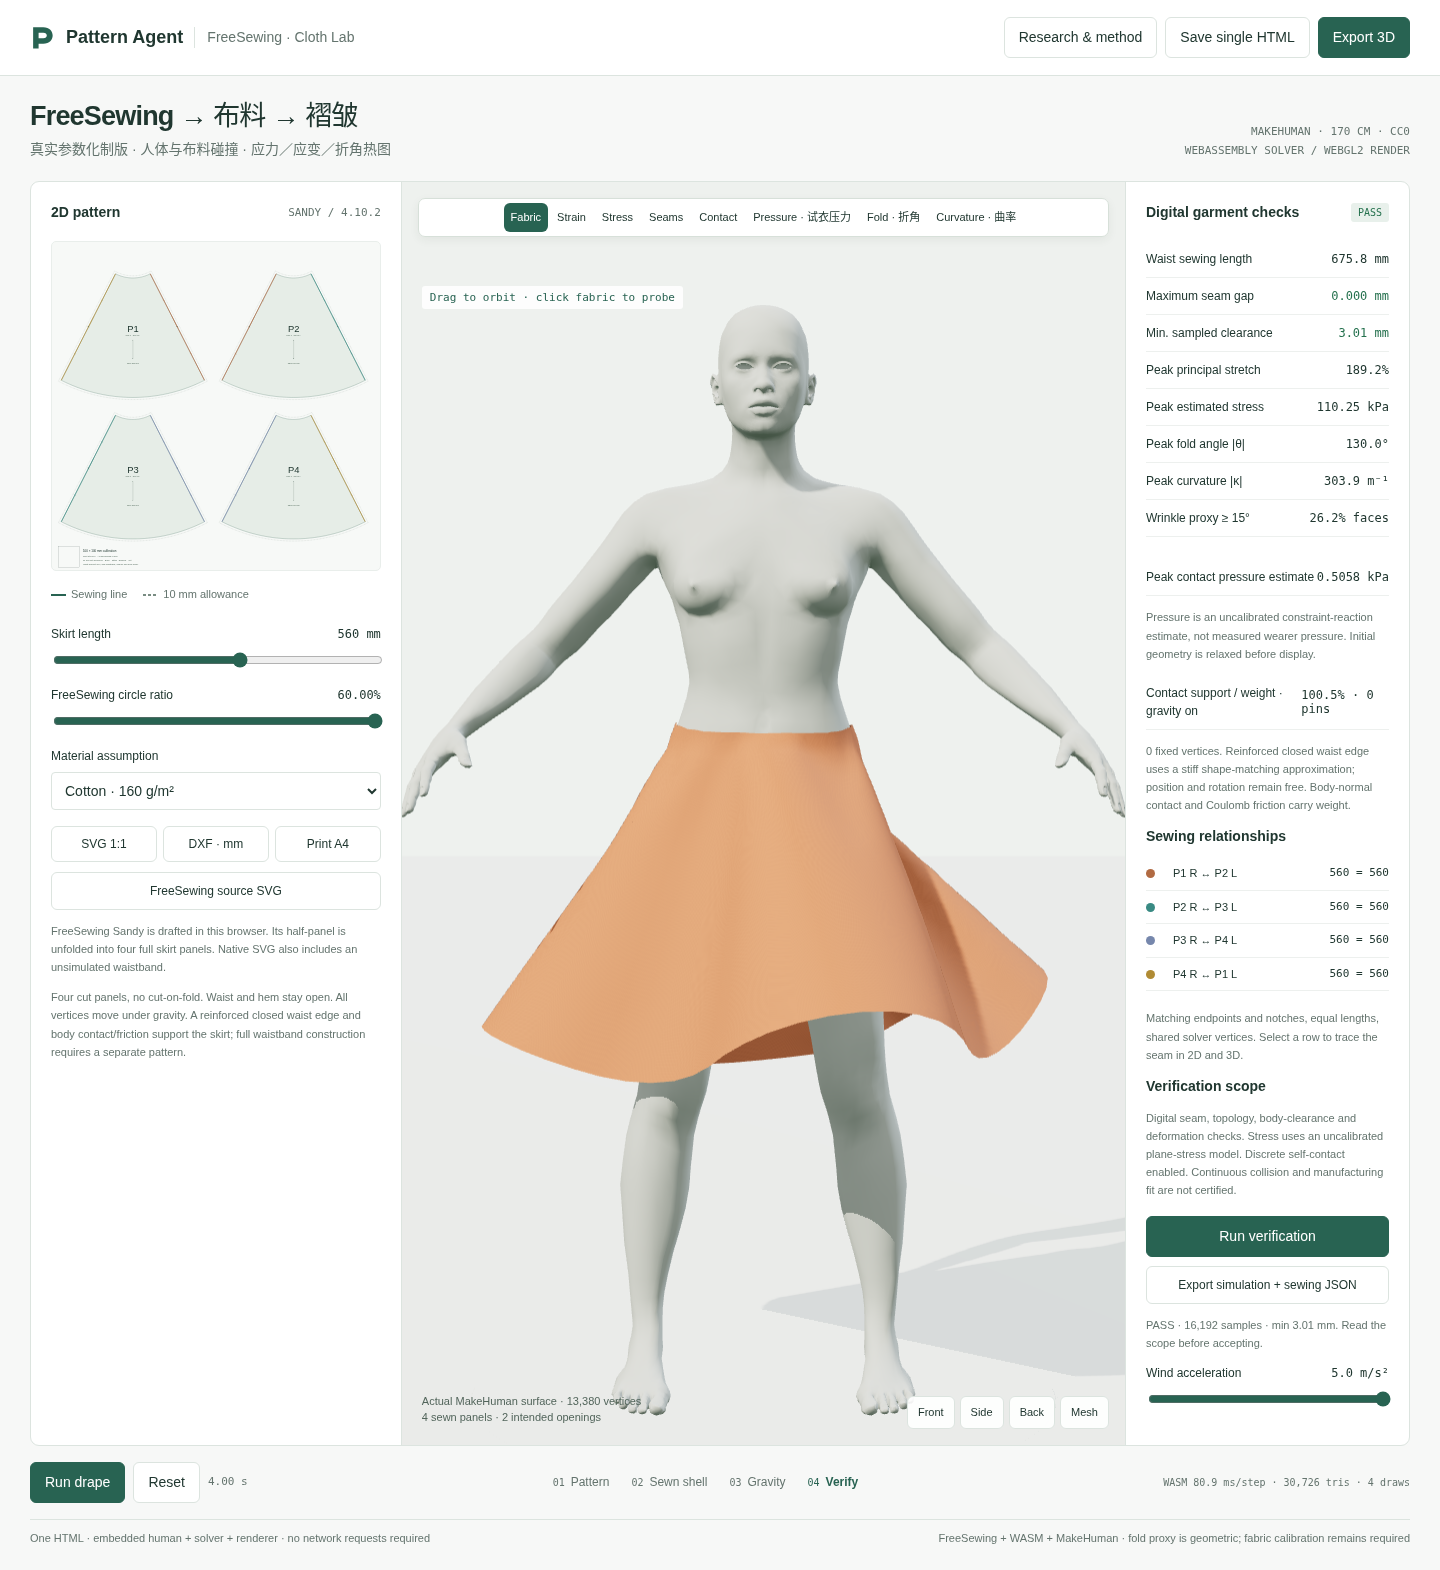 Pattern Agent
FreeSewing · Cloth Lab
Research & method
Save single HTML
Export 3D
FreeSewing → 布料 → 褶皱
真实参数化制版 · 人体与布料碰撞 · 应力／应变／折角热图
MAKEHUMAN · 170 CM · CC0
WEBASSEMBLY SOLVER / WEBGL2 RENDER
2D pattern
SANDY / 4.10.2
P1
P2
P3
P4
Sewing line
10 mm allowance
Skirt length
560 mm
FreeSewing circle ratio
60.00%
Material assumption
Cotton · 160 g/m²
SVG 1:1
DXF · mm
Print A4
FreeSewing source SVG
FreeSewing Sandy is drafted in this browser. Its half-panel is
unfolded into four full skirt panels. Native SVG also includes an
unsimulated waistband.
Four cut panels, no cut-on-fold. Waist and hem stay open. All
vertices move under gravity. A reinforced closed waist edge and
body contact/friction support the skirt; full waistband construction
requires a separate pattern.
Fabric
Strain
Stress
Seams
Contact
Pressure · 试衣压力
Fold · 折角
Curvature · 曲率
Drag to orbit · click fabric to probe
Actual MakeHuman surface · 13,380 vertices
4 sewn panels · 2 intended openings
Front
Side
Back
Mesh
Digital garment checks
PASS
Waist sewing length
675.8 mm
Maximum seam gap
0.000 mm
Min. sampled clearance
3.01 mm
Peak principal stretch
189.2%
Peak estimated stress
110.25 kPa
Peak fold angle |θ|
130.0°
Peak curvature |κ|
303.9 m⁻¹
Wrinkle proxy ≥ 15°
26.2% faces
Peak contact pressure estimate
0.5058 kPa
Pressure is an uncalibrated constraint-reaction
estimate, not measured wearer pressure. Initial
geometry is relaxed before display.
Contact support / weight ·
gravity on
100.5% · 0
pins
0 fixed vertices. Reinforced closed waist edge
uses a stiff shape-matching approximation;
position and rotation remain free. Body-normal
contact and Coulomb friction carry weight.
Sewing relationships
P1 R ↔ P2 L
560 = 560
P2 R ↔ P3 L
560 = 560
P3 R ↔ P4 L
560 = 560
P4 R ↔ P1 L
560 = 560
Matching endpoints and notches, equal lengths,
shared solver vertices. Select a row to trace the
seam in 2D and 3D.
Verification scope
Digital seam, topology, body-clearance and
deformation checks. Stress uses an uncalibrated
plane-stress model. Discrete self-contact
enabled. Continuous collision and manufacturing
fit are not certified.
Run verification
Export simulation + sewing JSON
PASS · 16,192 samples · min 3.01 mm. Read the
scope before accepting.
Wind acceleration
5.0 m/s²
Run drape
Reset
4.00 s
01 Pattern
02 Sewn shell
03 Gravity
04 Verify
WASM 80.9 ms/step · 30,726 tris · 4 draws
One HTML · embedded human + solver + renderer · no network requests required
FreeSewing + WASM + MakeHuman · fold proxy is geometric; fabric calibration remains required